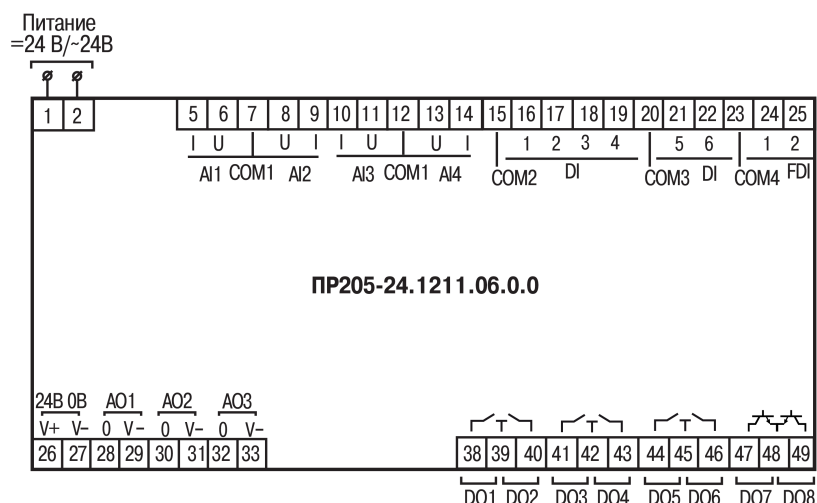 Питание
=24 В/~24В
1 2 5 6 7 8 9 10 11 12 13 14 15 16 17 18 19 20 21 22 23 24 25
I U U I I U U I 1 2 3 4 5 6 1 2
AI1 COM1 AI2 AI3 COM1 AI4 COM2 DI COM3 DI COM4 FDI
ПР205-24.1211.06.0.0
24В 0В AO1 AO2 AO3
V+ V– 0 V– 0 V– 0 V–
26 27 28 29 30 31 32 33 38 39 40 41 42 43 44 45 46 47 48 49
DO1 DO2 DO3 DO4 DO5 DO6 DO7 DO8